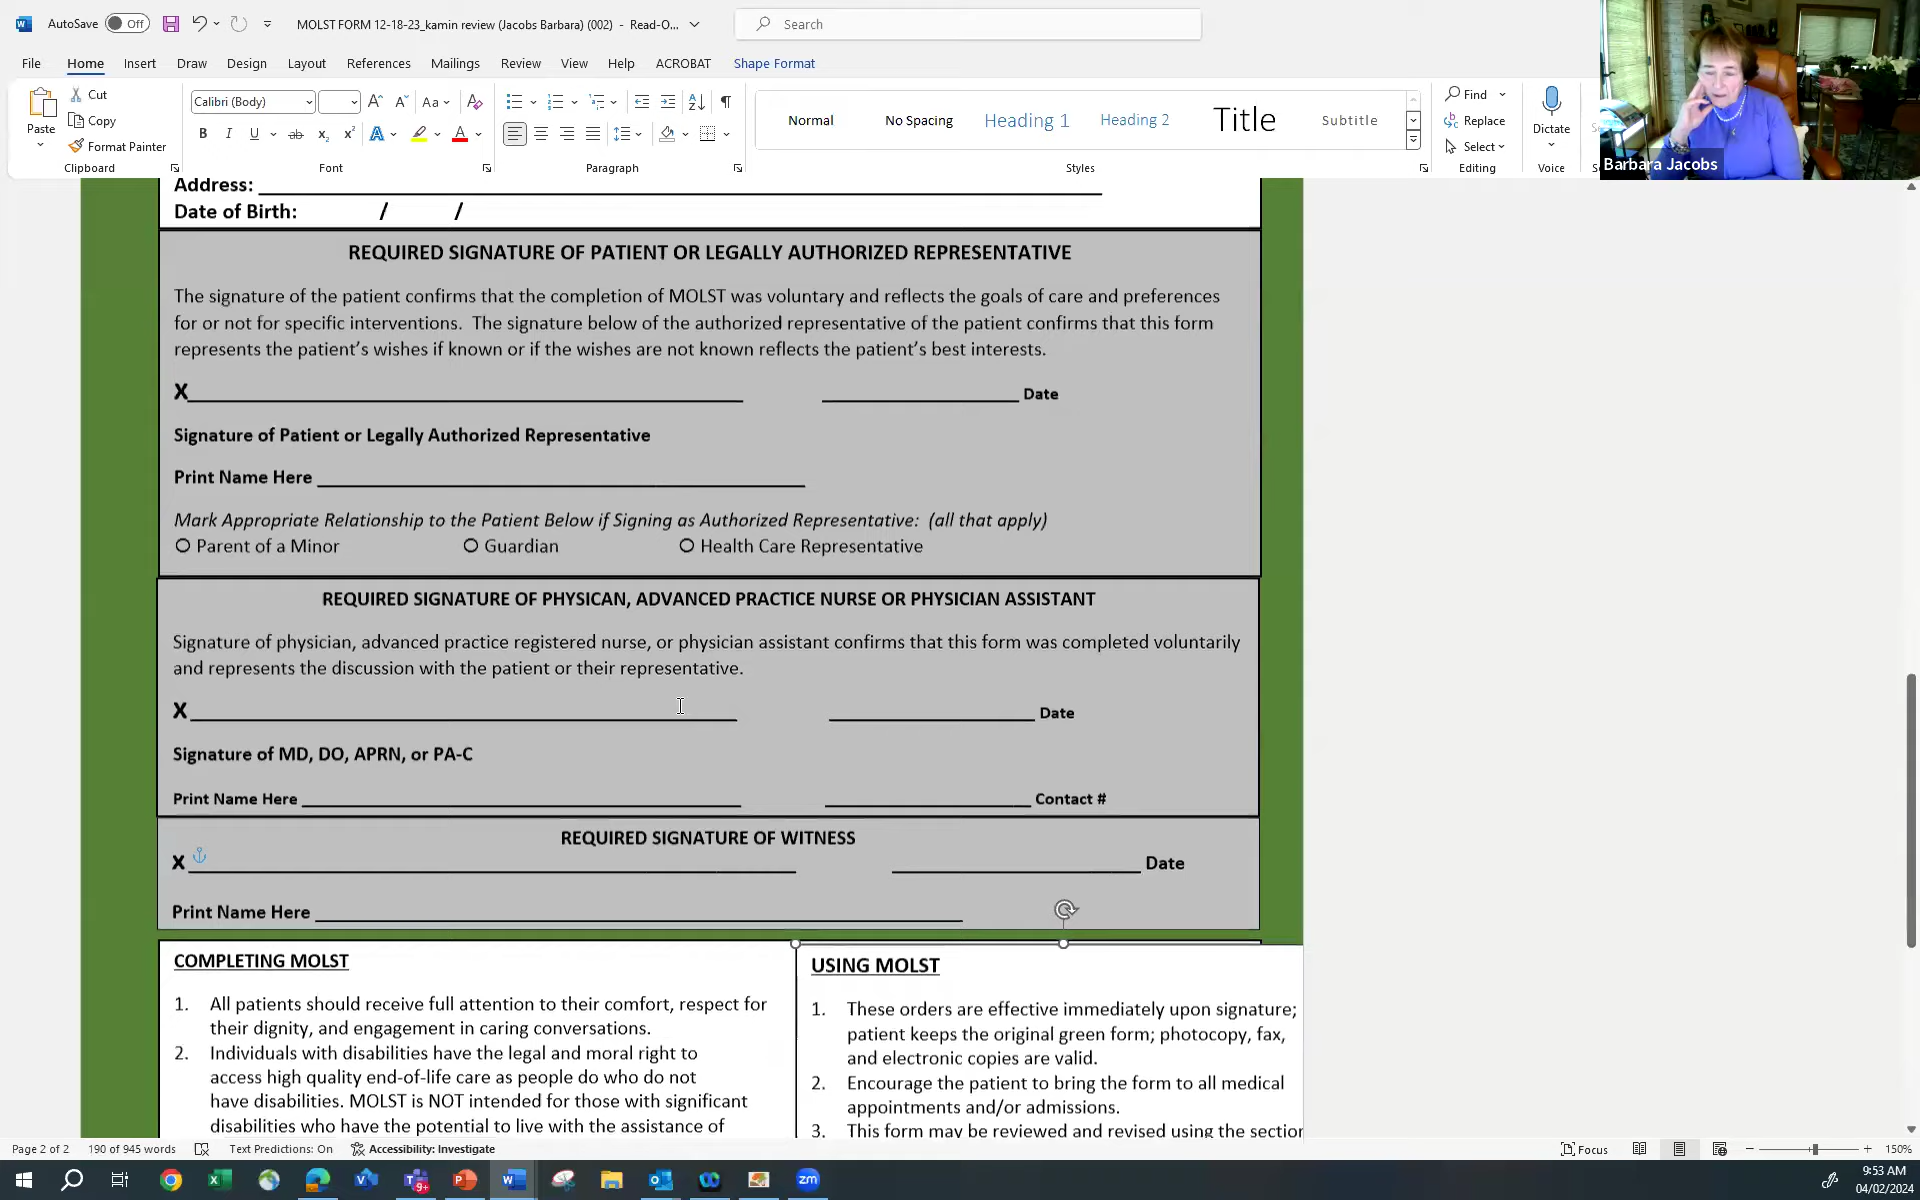 AutoSave Off
MOLST FORM 12-18-23_kamin review (Jacobs Barbara) (002) - Read-O...
Search
File Home Insert Draw Design Layout References Mailings Review View Help ACROBAT Shape Format
Paste
Cut
Copy
Format Painter
Clipboard
Calibri (Body)
Font
Paragraph
Normal No Spacing Heading 1 Heading 2 Title Subtitle
Styles
Find
Replace
Select
Editing
Dictate
Voice
Barbara Jacobs
Address:
Date of Birth: / /
REQUIRED SIGNATURE OF PATIENT OR LEGALLY AUTHORIZED REPRESENTATIVE
The signature of the patient confirms that the completion of MOLST was voluntary and reflects the goals of care and preferences
for or not for specific interventions. The signature below of the authorized representative of the patient confirms that this form
represents the patient’s wishes if known or if the wishes are not known reflects the patient’s best interests.
X Date
Signature of Patient or Legally Authorized Representative
Print Name Here
Mark Appropriate Relationship to the Patient Below if Signing as Authorized Representative: (all that apply)
Parent of a Minor Guardian Health Care Representative
REQUIRED SIGNATURE OF PHYSICAN, ADVANCED PRACTICE NURSE OR PHYSICIAN ASSISTANT
Signature of physician, advanced practice registered nurse, or physician assistant confirms that this form was completed voluntarily
and represents the discussion with the patient or their representative.
X Date
Signature of MD, DO, APRN, or PA-C
Print Name Here Contact #
REQUIRED SIGNATURE OF WITNESS
X Date
Print Name Here
COMPLETING MOLST
1. All patients should receive full attention to their comfort, respect for
their dignity, and engagement in caring conversations.
2. Individuals with disabilities have the legal and moral right to
access high quality end-of-life care as people do who do not
have disabilities. MOLST is NOT intended for those with significant
disabilities who have the potential to live with the assistance of
USING MOLST
1. These orders are effective immediately upon signature;
patient keeps the original green form; photocopy, fax,
and electronic copies are valid.
2. Encourage the patient to bring the form to all medical
appointments and/or admissions.
3. This form may be reviewed and revised using the section
Page 2 of 2 190 of 945 words Text Predictions: On Accessibility: Investigate Focus 150%
9:53 AM
04/02/2024